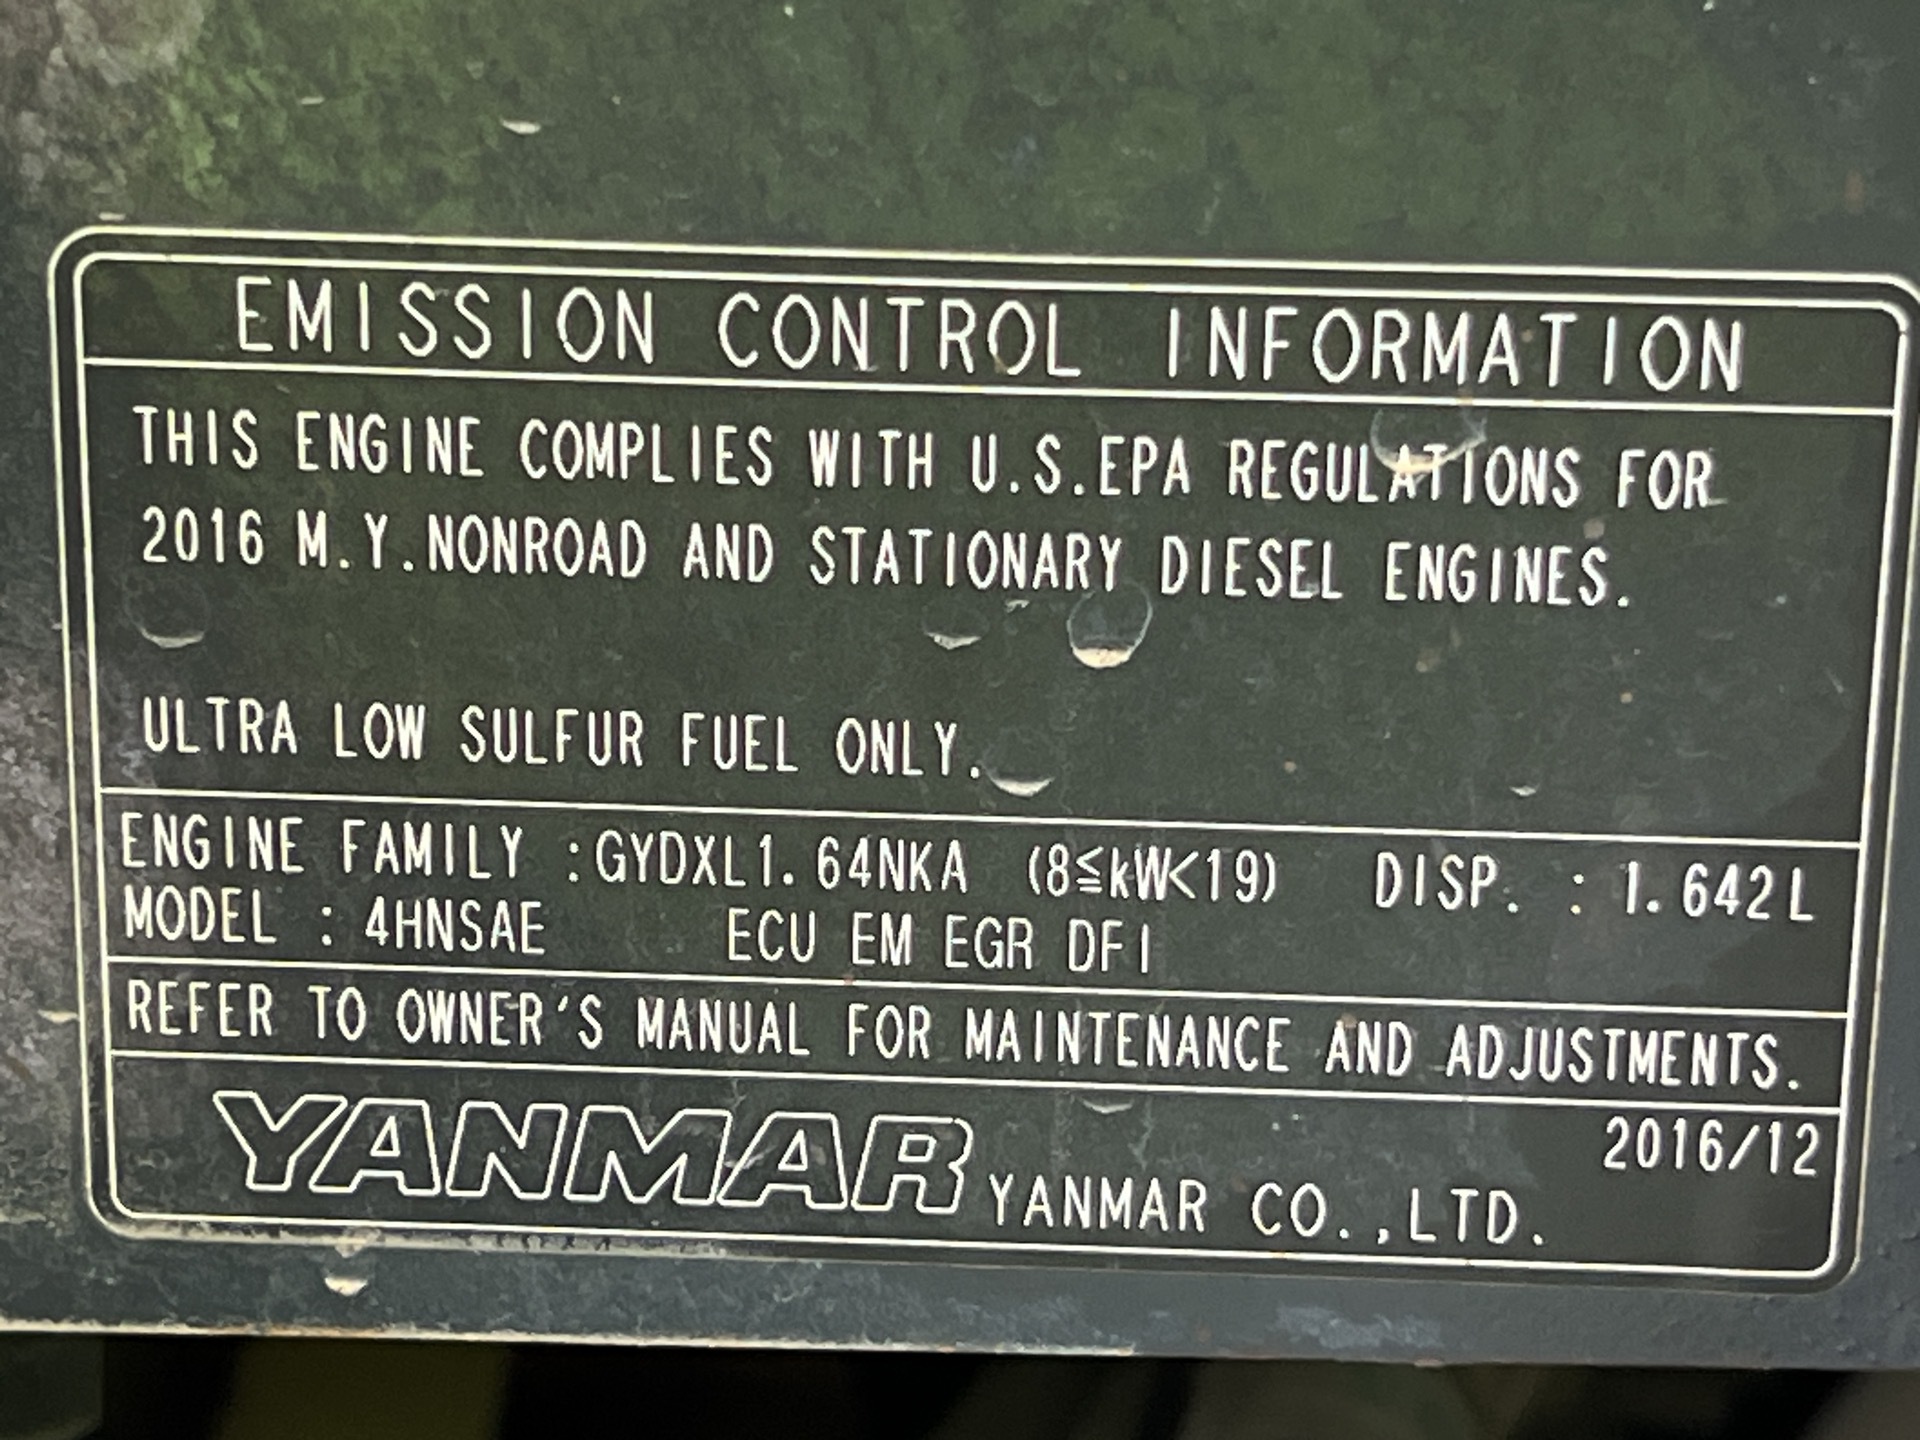 EMISSION CONTROL INFORMATION
THIS ENGINE COMPLIES WITH U.S.EPA REGULATIONS FOR
2016 M.Y.NONROAD AND STATIONARY DIESEL ENGINES.
ULTRA LOW SULFUR FUEL ONLY.
ENGINE FAMILY :GYDXL1.64NKA (8≦kW<19) DISP. : 1.642L
MODEL : 4HNSAE ECU EM EGR DFI
REFER TO OWNER'S MANUAL FOR MAINTENANCE AND ADJUSTMENTS.
2016/12
YANMAR YANMAR CO.,LTD.